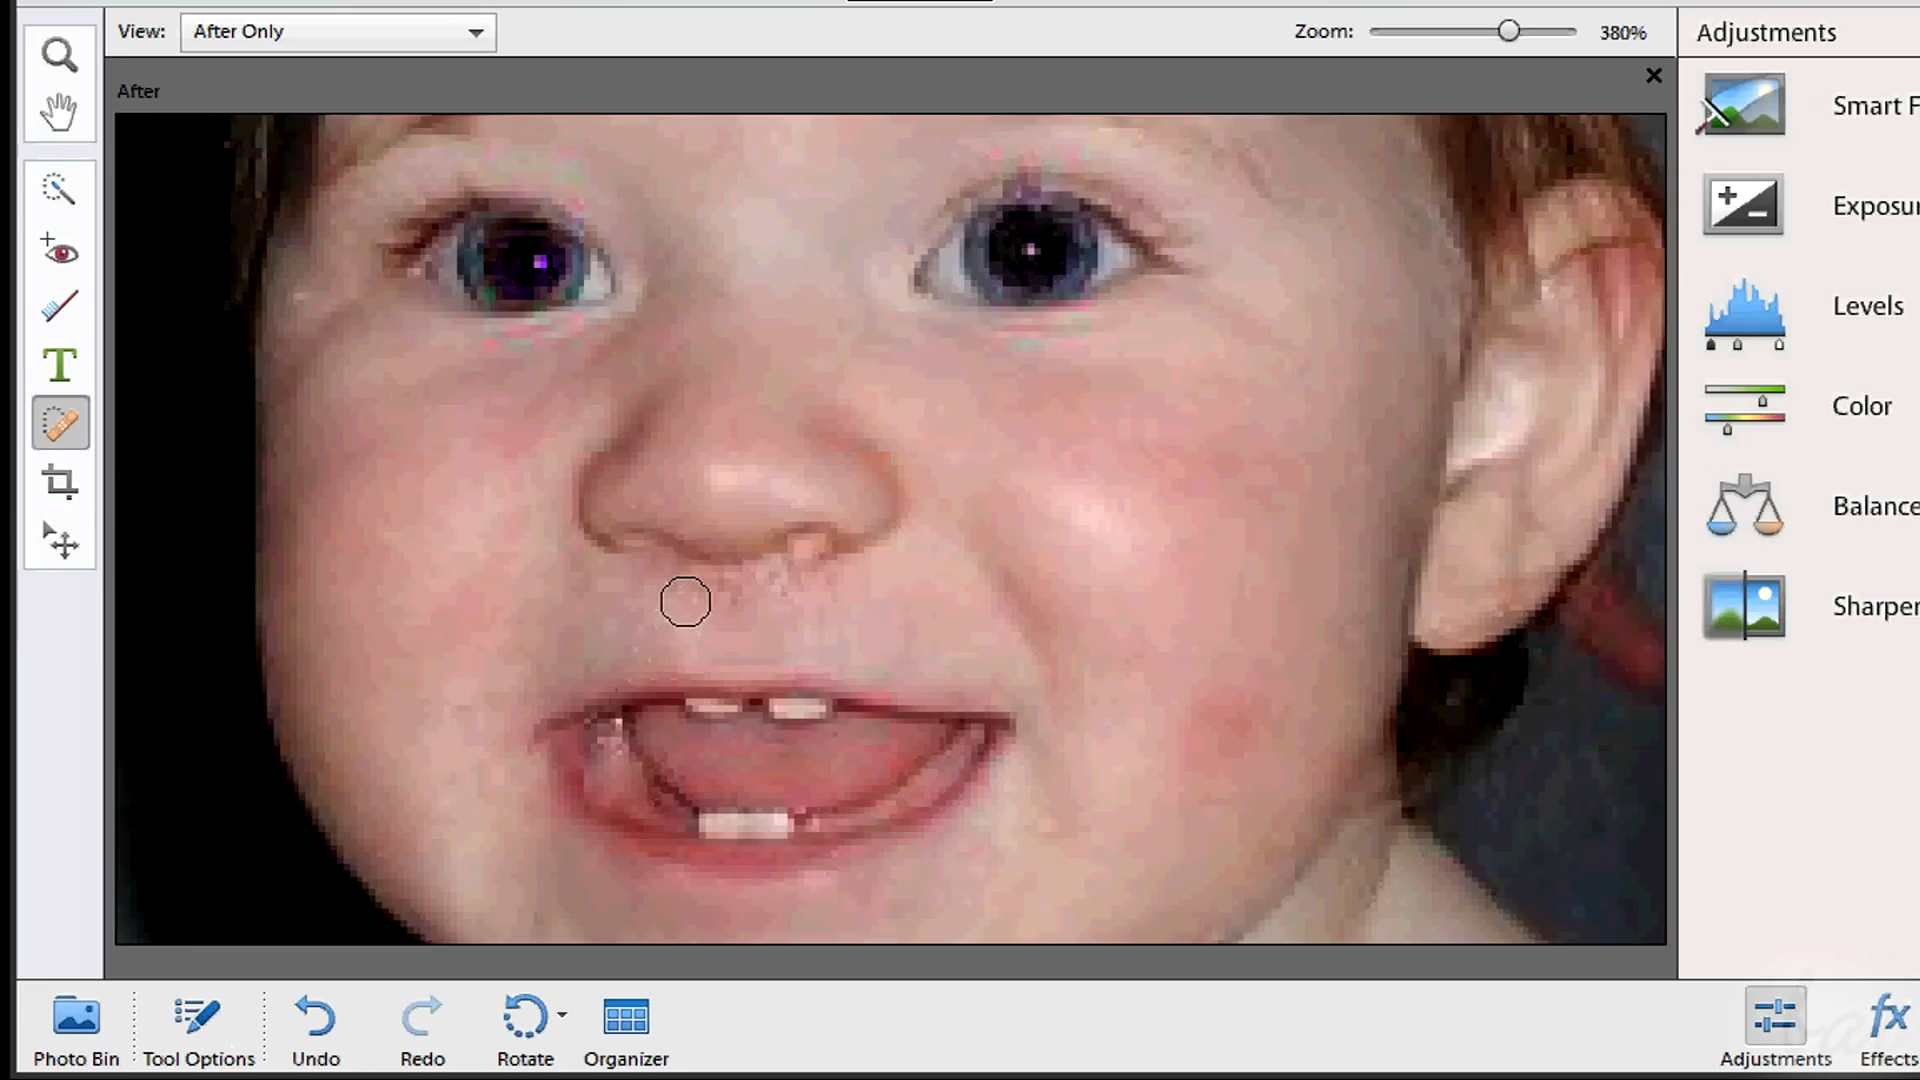 View: After Only Zoom: 380% Adjustments
After
Smart F
Exposur
Levels
T
Color
Balance
Sharper
Photo Bin Tool Options Undo Redo Rotate Organizer Adjustments fx Effects